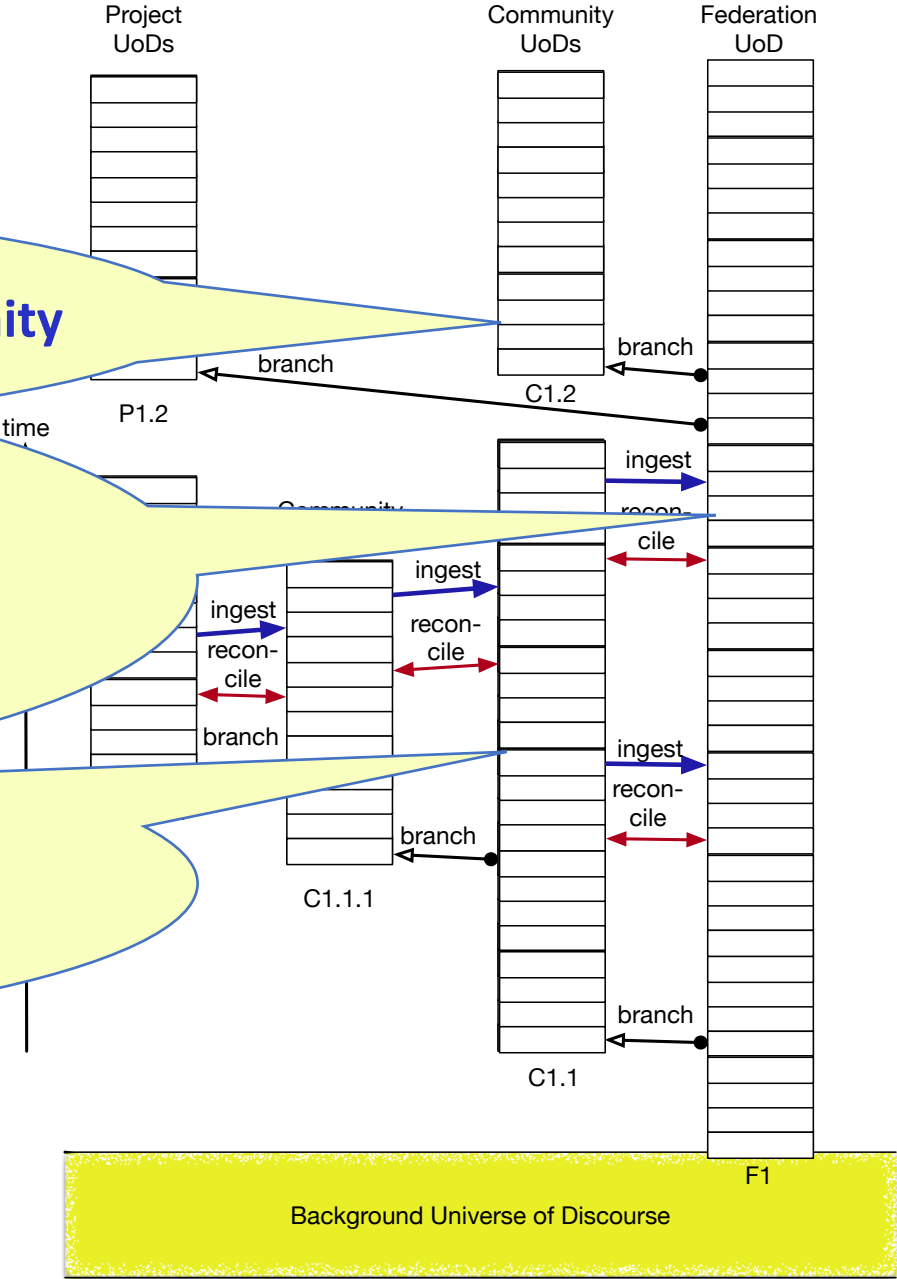 Project
UoDs
Community
UoDs
Federation
UoD
ity
branch
branch
C1.2
P1.2
time
ingest
Community
recon-
cile
ingest
ingest
recon-
cile
recon-
cile
branch
ingest
recon-
cile
branch
C1.1.1
branch
C1.1
F1
Background Universe of Discourse